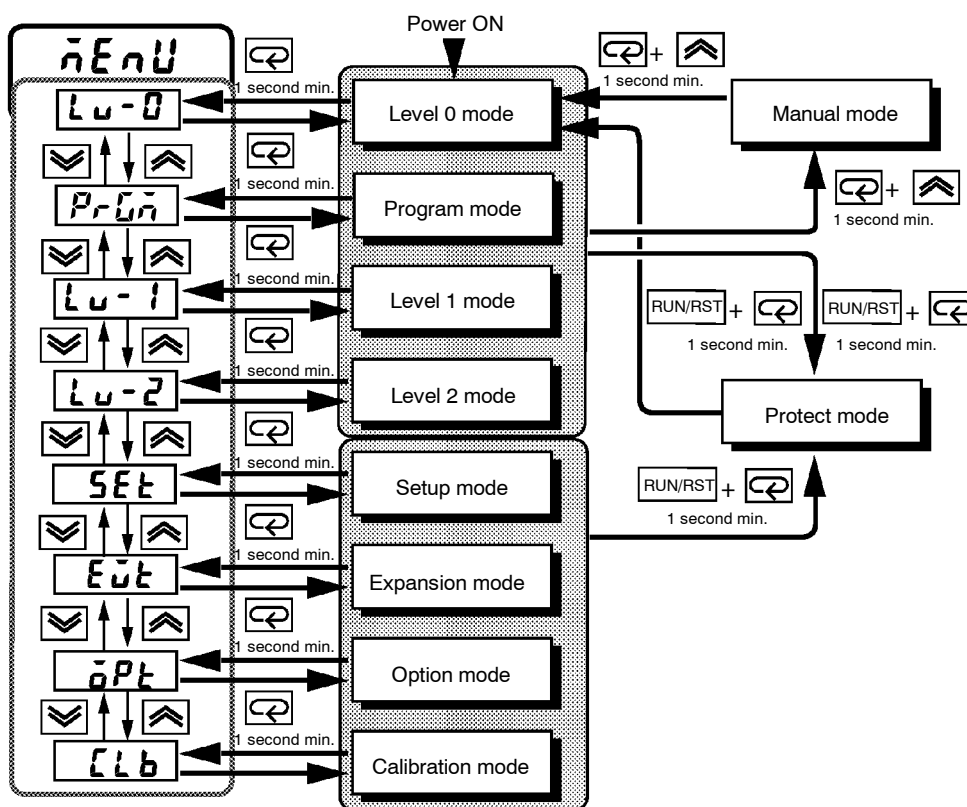 Power ON
mEnU
1 second min.
1 second min.
Lu-0
Level 0 mode
Manual mode
1 second min.
PrGm
Program mode
1 second min.
1 second min.
Lu-1
Level 1 mode
RUN/RST +
RUN/RST +
1 second min.
1 second min.
1 second min.
Lu-2
Level 2 mode
Protect mode
1 second min.
SEt
Setup mode
RUN/RST +
1 second min.
1 second min.
Eut
Expansion mode
1 second min.
oPt
Option mode
1 second min.
CLb
Calibration mode